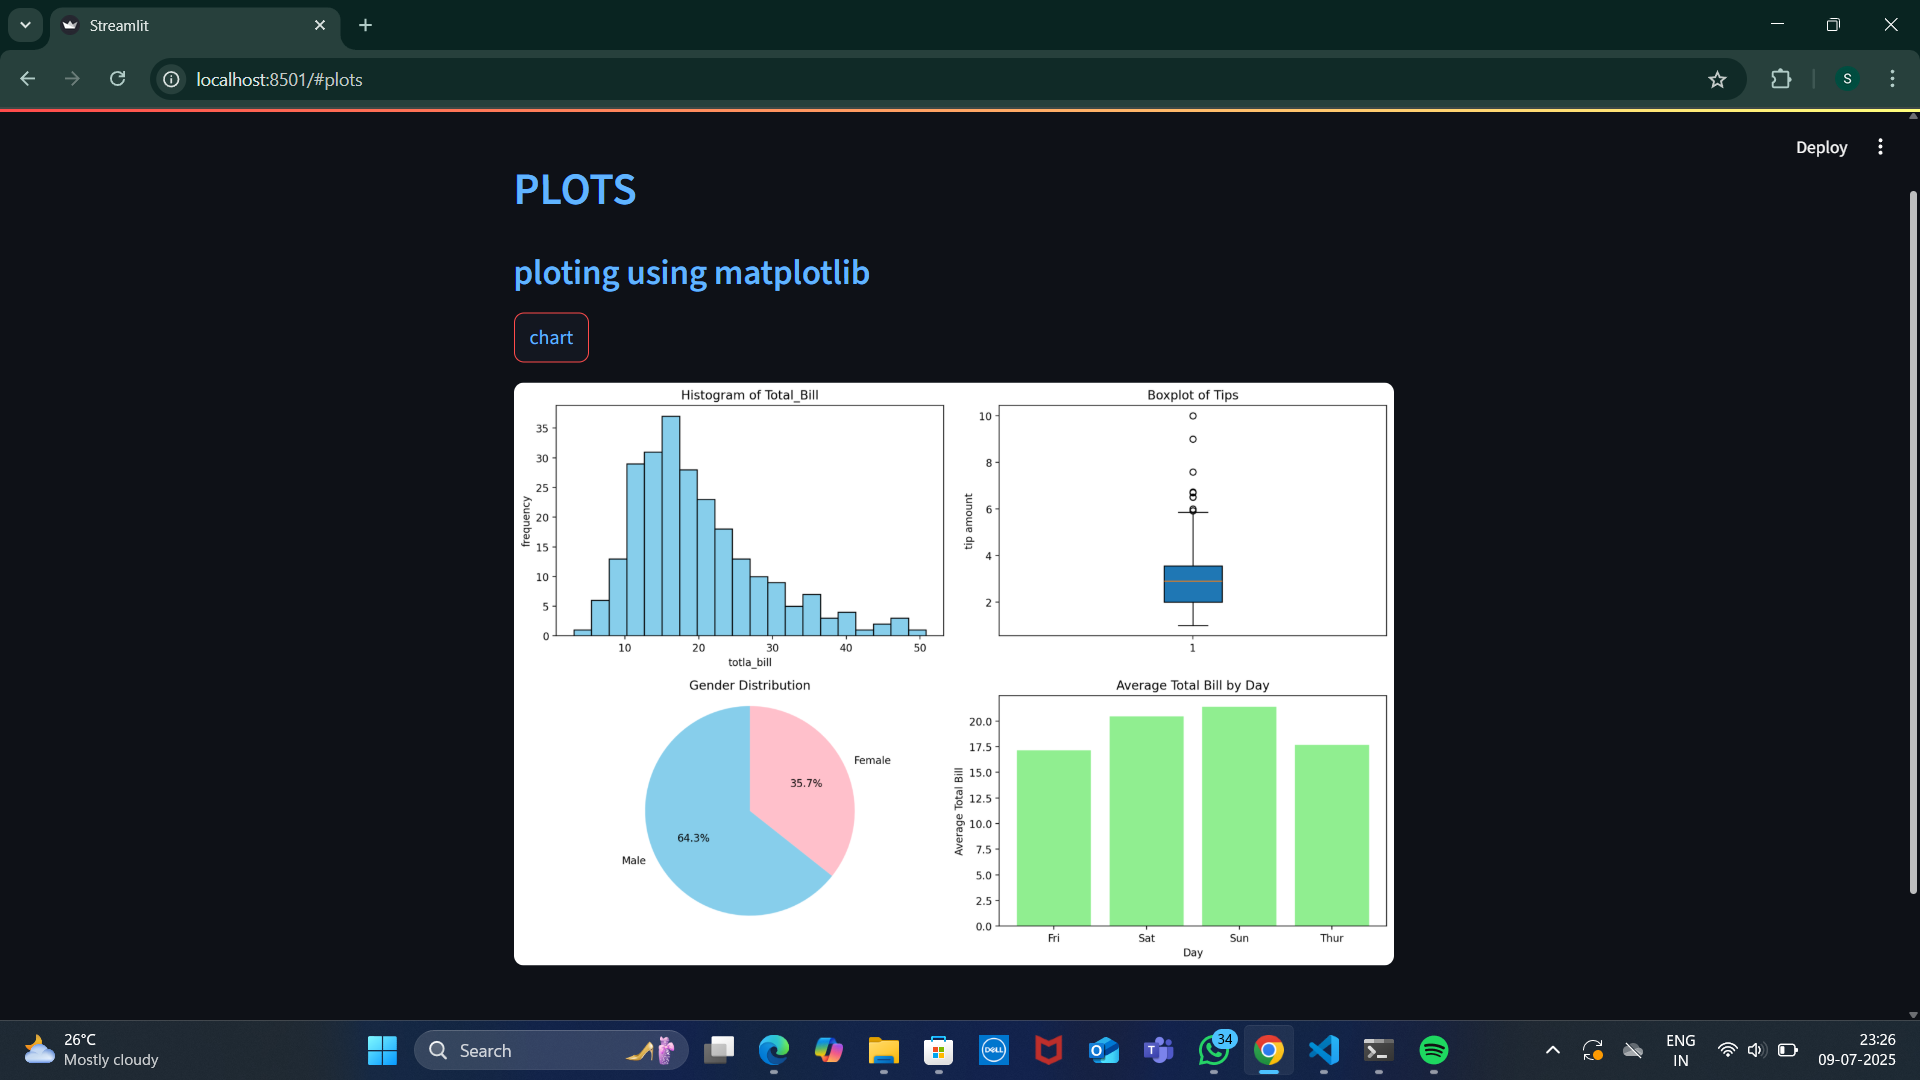 Streamlit
localhost:8501/#plots
S
Deploy
PLOTS
ploting using matplotlib
chart
Histogram of Total_Bill
35
30
25
20
15
10
5
0
frequency
10 20 30 40 50
totla_bill
Boxplot of Tips
10
8
6
4
2
tip amount
1
Gender Distribution
Female
35.7%
64.3%
Male
Average Total Bill by Day
20.0
17.5
15.0
12.5
10.0
7.5
5.0
2.5
0.0
Average Total Bill
Fri Sat Sun Thur
Day
26°C
Mostly cloudy
Search
DELL
34
ENG
IN
23:26
09-07-2025